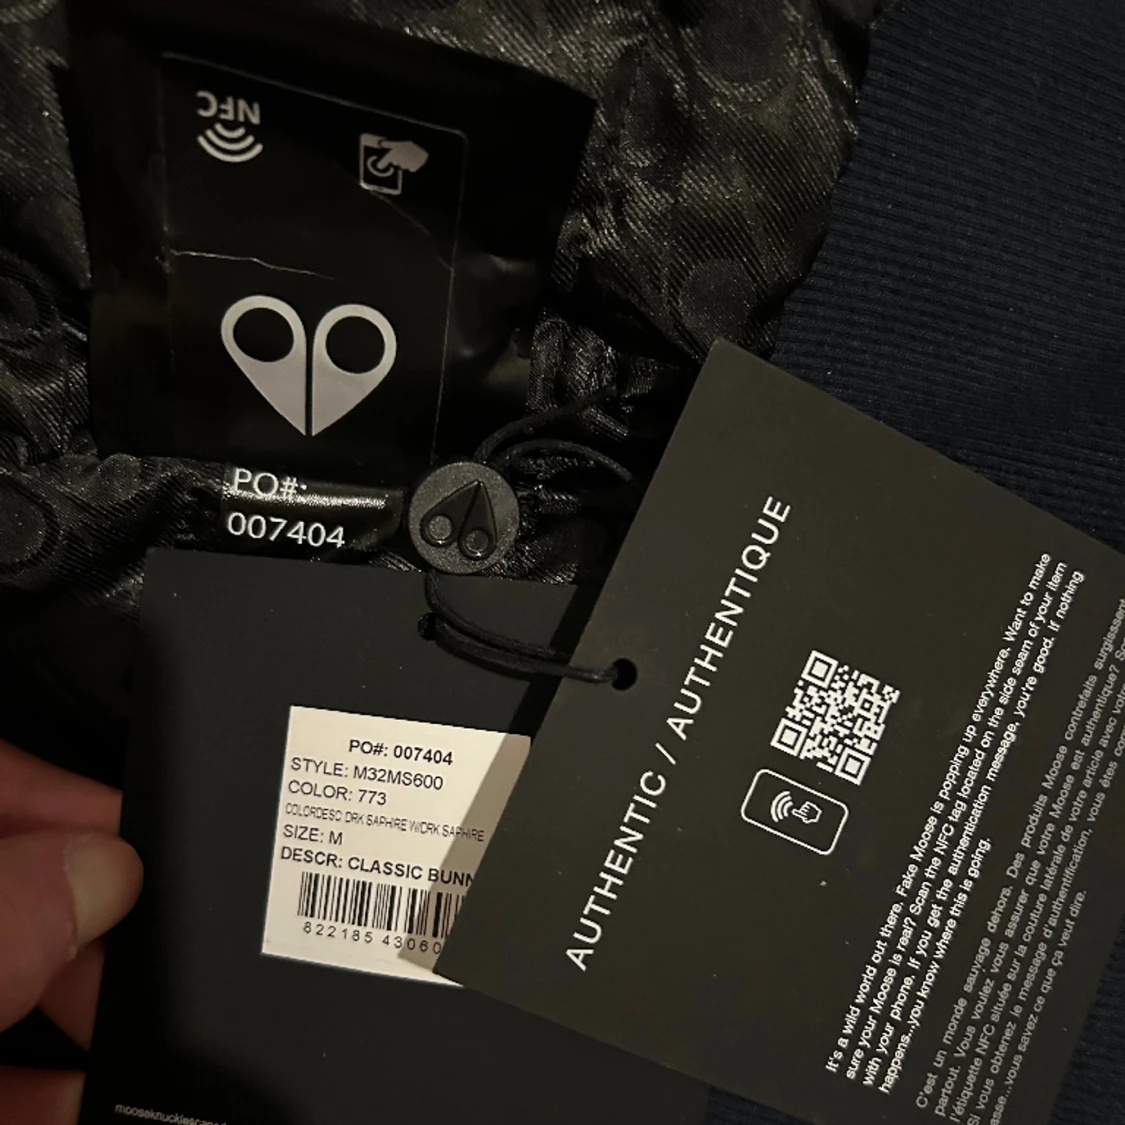 NFC
PO#:
007404
PO#: 007404
STYLE: M32MS600
COLOR: 773
COLORDESC: DRK SAPHIRE W/DRK SAPHIRE
SIZE: M
DESCR: CLASSIC BUNN
822185 43060
AUTHENTIC / AUTHENTIQUE
It's a wild world out there. Fake Moose is popping up everywhere. Want to make
sure your Moose is real? Scan the NFC tag located on the side seam of your item
with your phone. If you get the authentication message, you're good. If nothing
happens...you know where this is going.
C'est un monde sauvage dehors. Des produits Moose contrefaits surgissent
partout. Vous voulez vous assurer que votre Moose est authentique?
l'étiquette NFC située sur la couture latérale de votre article avec
Si vous obtenez le message d'authentification, vous êtes
vous savez ce que ça veut dire.